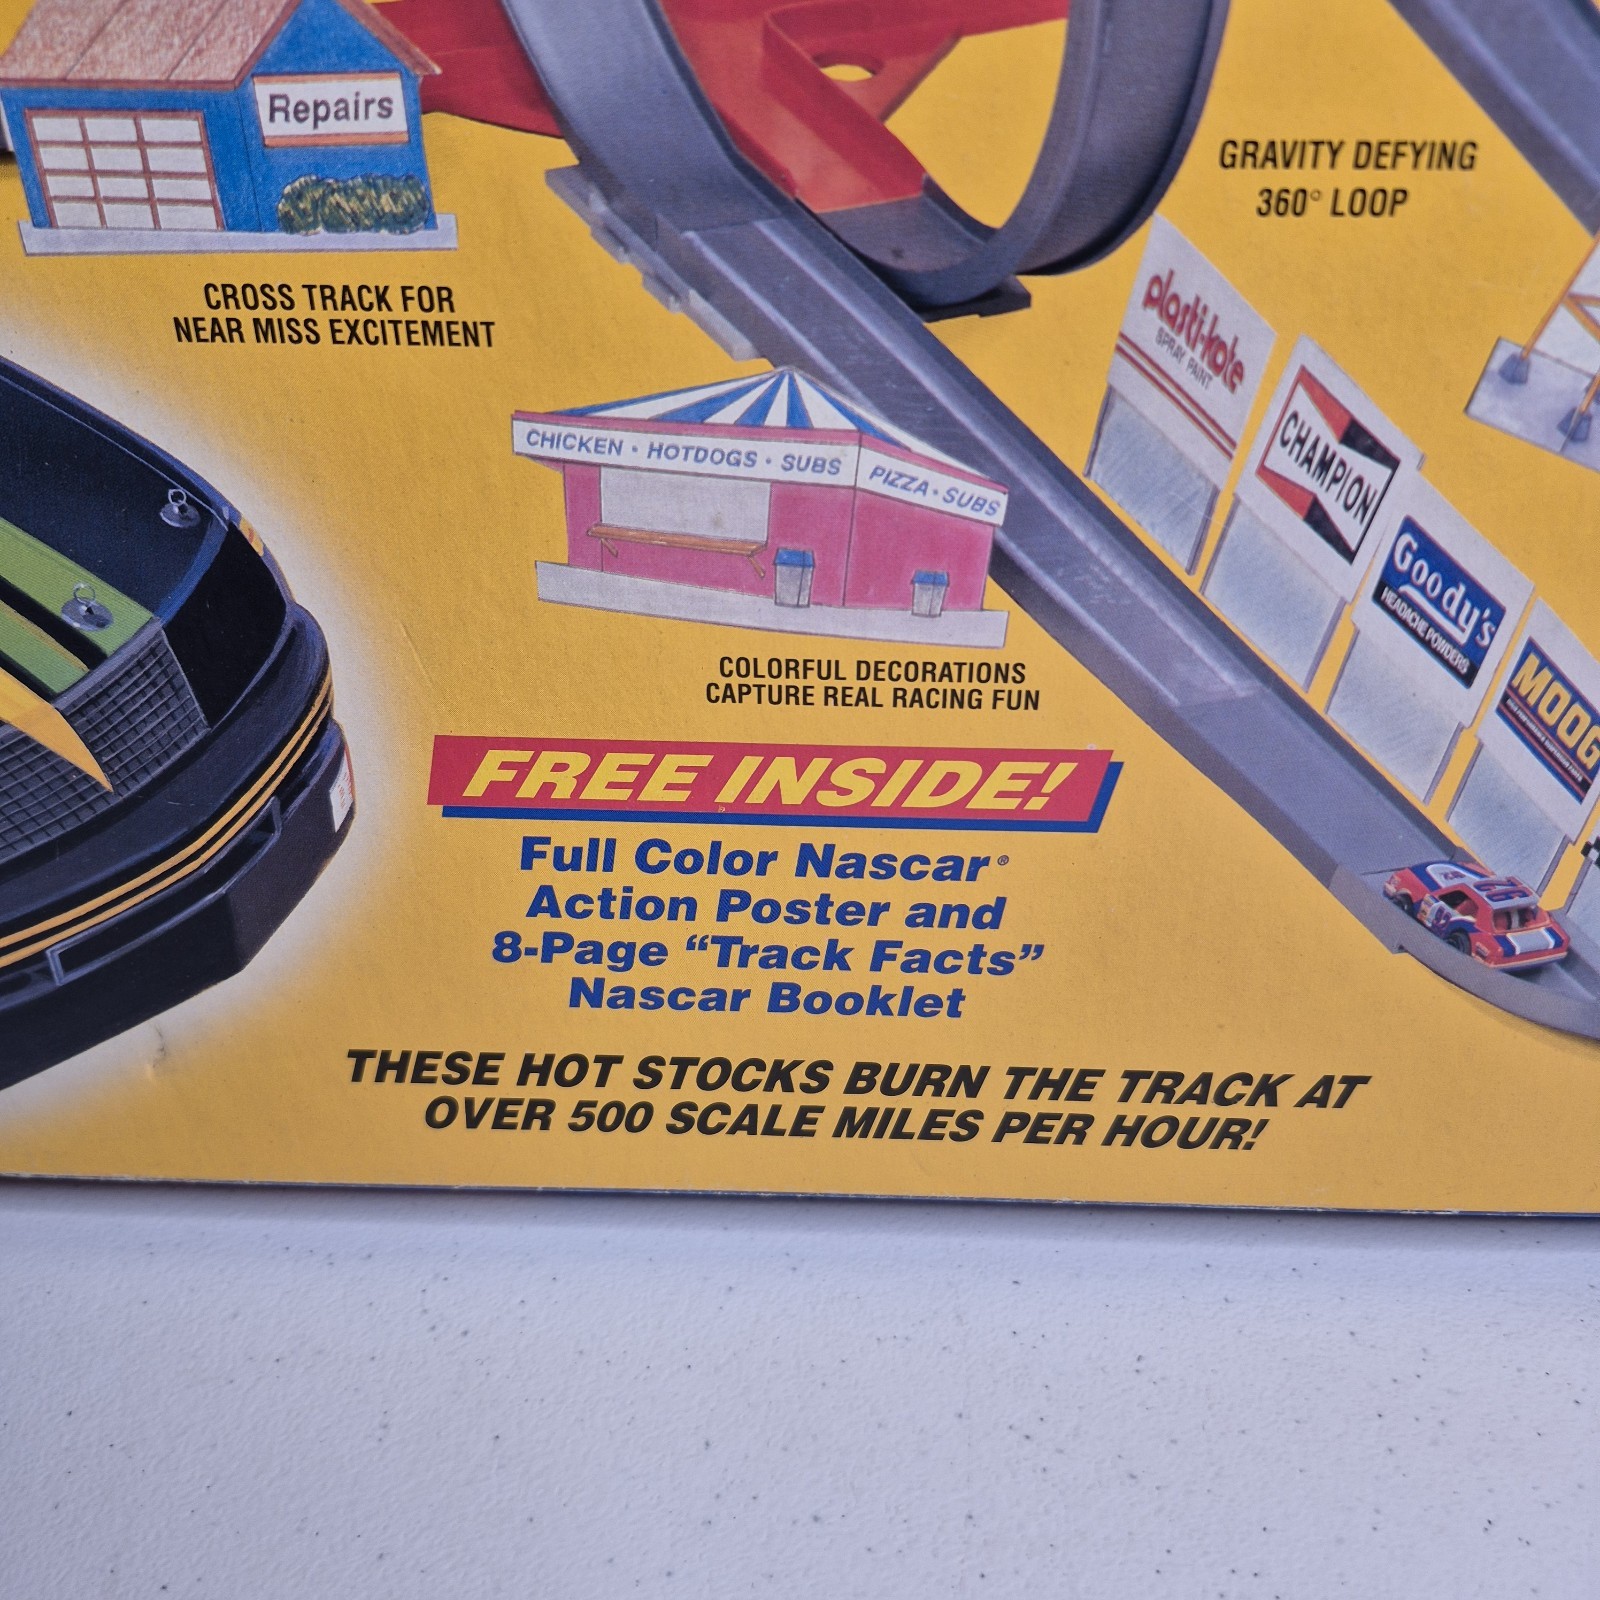 Repairs
GRAVITY DEFYING
360° LOOP
CROSS TRACK FOR
NEAR MISS EXCITEMENT
plasti-kote
SPRAY PAINT
CHAMPION
Goody's
HEADACHE POWDERS
MOOG
CHICKEN • HOTDOGS • SUBS
PIZZA • SUBS
COLORFUL DECORATIONS
CAPTURE REAL RACING FUN
FREE INSIDE!
Full Color Nascar®
Action Poster and
8-Page “Track Facts”
Nascar Booklet
THESE HOT STOCKS BURN THE TRACK AT
OVER 500 SCALE MILES PER HOUR!